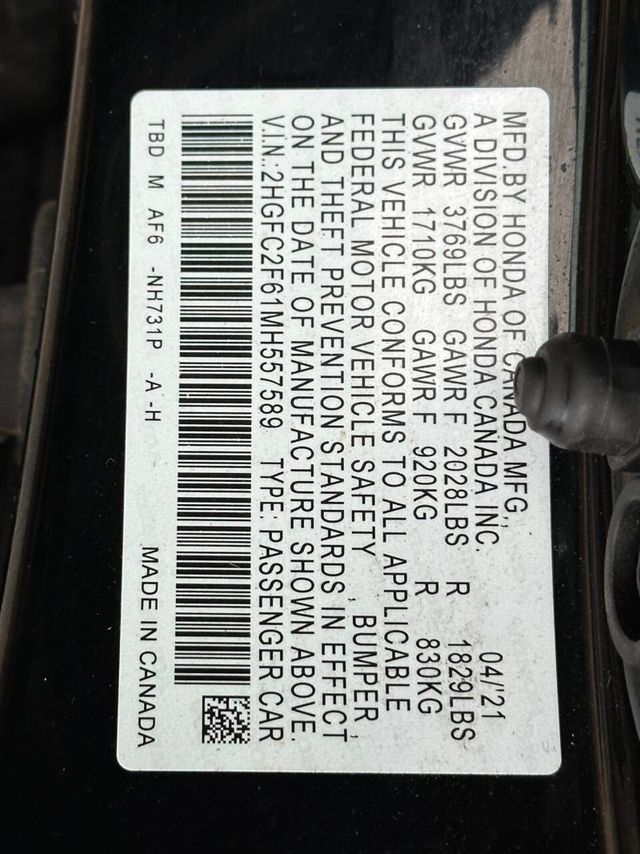 MFD BY HONDA OF CANADA MFG.,
A DIVISION OF HONDA CANADA INC. 04/'21
GVWR 3769LBS GAWR F 2028LBS R 1829LBS
GVWR 1710KG GAWR F 920KG R 830KG
THIS VEHICLE CONFORMS TO ALL APPLICABLE
FEDERAL MOTOR VEHICLE SAFETY , BUMPER,
AND THEFT PREVENTION STANDARDS IN EFFECT
ON THE DATE OF MANUFACTURE SHOWN ABOVE.
V.I.N.: 2HGFC2F61MH557589 TYPE: PASSENGER CAR
TBD M AF6 -NH731P -A -H - MADE IN CANADA